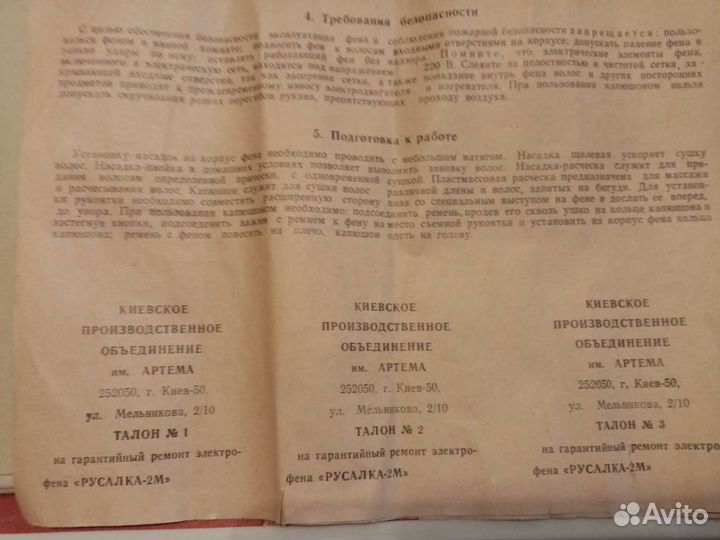 4. Требования безопасности
С целью обеспечения безопасности эксплуатации фена и соблюдения пожарной безопасности запрещается: пользо-
ваться феном в ванной комнате; подносить фен к волосам входными отверстиями на корпусе; допускать падение фена и
резкие удары по нему; оставлять работающий фен без надзора. Помните, что электрические элементы фена,
включенного в электрическую сеть, находятся под напряжением 220 В. Следите за целостностью и чистотой сетки, за-
крывающей входные отверстия, так как засорение сетки, а также попадание внутрь фена волос и других посторонних
предметов приводят к преждевременному износу электродвигателя и нагревателя. При пользовании капюшоном нельзя
допускать скручивания резких перегибов рукава, препятствующих проходу воздуха.
5. Подготовка к работе
Установку насадок на корпус фена необходимо проводить с небольшим натягом. Насадка щелевая ускоряет сушку
волос. Насадка-щетка в домашних условиях позволяет выполнить завивку волос. Насадка-расческа служит для при-
дания волосам определенной прически, с одновременной сушкой. Пластмассовая расческа предназначена для массажа
и расчесывания волос. Капюшон служит для сушки волос различной длины и волос, завитых на бигуди. Для установ-
ки рукоятки необходимо совместить расширенную сторону паза со специальным выступом на фене и дослать её вперед,
до упора. При пользовании капюшоном необходимо: подсоединить ремень, продев его сквозь ушко на кольце капюшона и
застегнув кнопки, подсоединить зажим с ремнем к фену на место съемной рукоятки и установить на корпус фена кольцо
капюшона; ремень с феном повесить на плечо, капюшон одеть на голову.
КИЕВСКОЕ
ПРОИЗВОДСТВЕННОЕ
ОБЪЕДИНЕНИЕ
им. АРТЕМА
252050, г. Киев-50,
ул. Мельникова, 2/10
ТАЛОН № 1
на гарантийный ремонт электро-
фена «РУСАЛКА-2М»
КИЕВСКОЕ
ПРОИЗВОДСТВЕННОЕ
ОБЪЕДИНЕНИЕ
им. АРТЕМА
252050, г. Киев-50,
ул. Мельникова, 2/10
ТАЛОН № 2
на гарантийный ремонт электро-
фена «РУСАЛКА-2М»
КИЕВСКОЕ
ПРОИЗВОДСТВЕННОЕ
ОБЪЕДИНЕНИЕ
им. АРТЕМА
252050, г. Киев-50,
ул. Мельникова, 2/10
ТАЛОН № 3
на гарантийный ремонт электро-
фена «РУСАЛКА-2М»
Avito